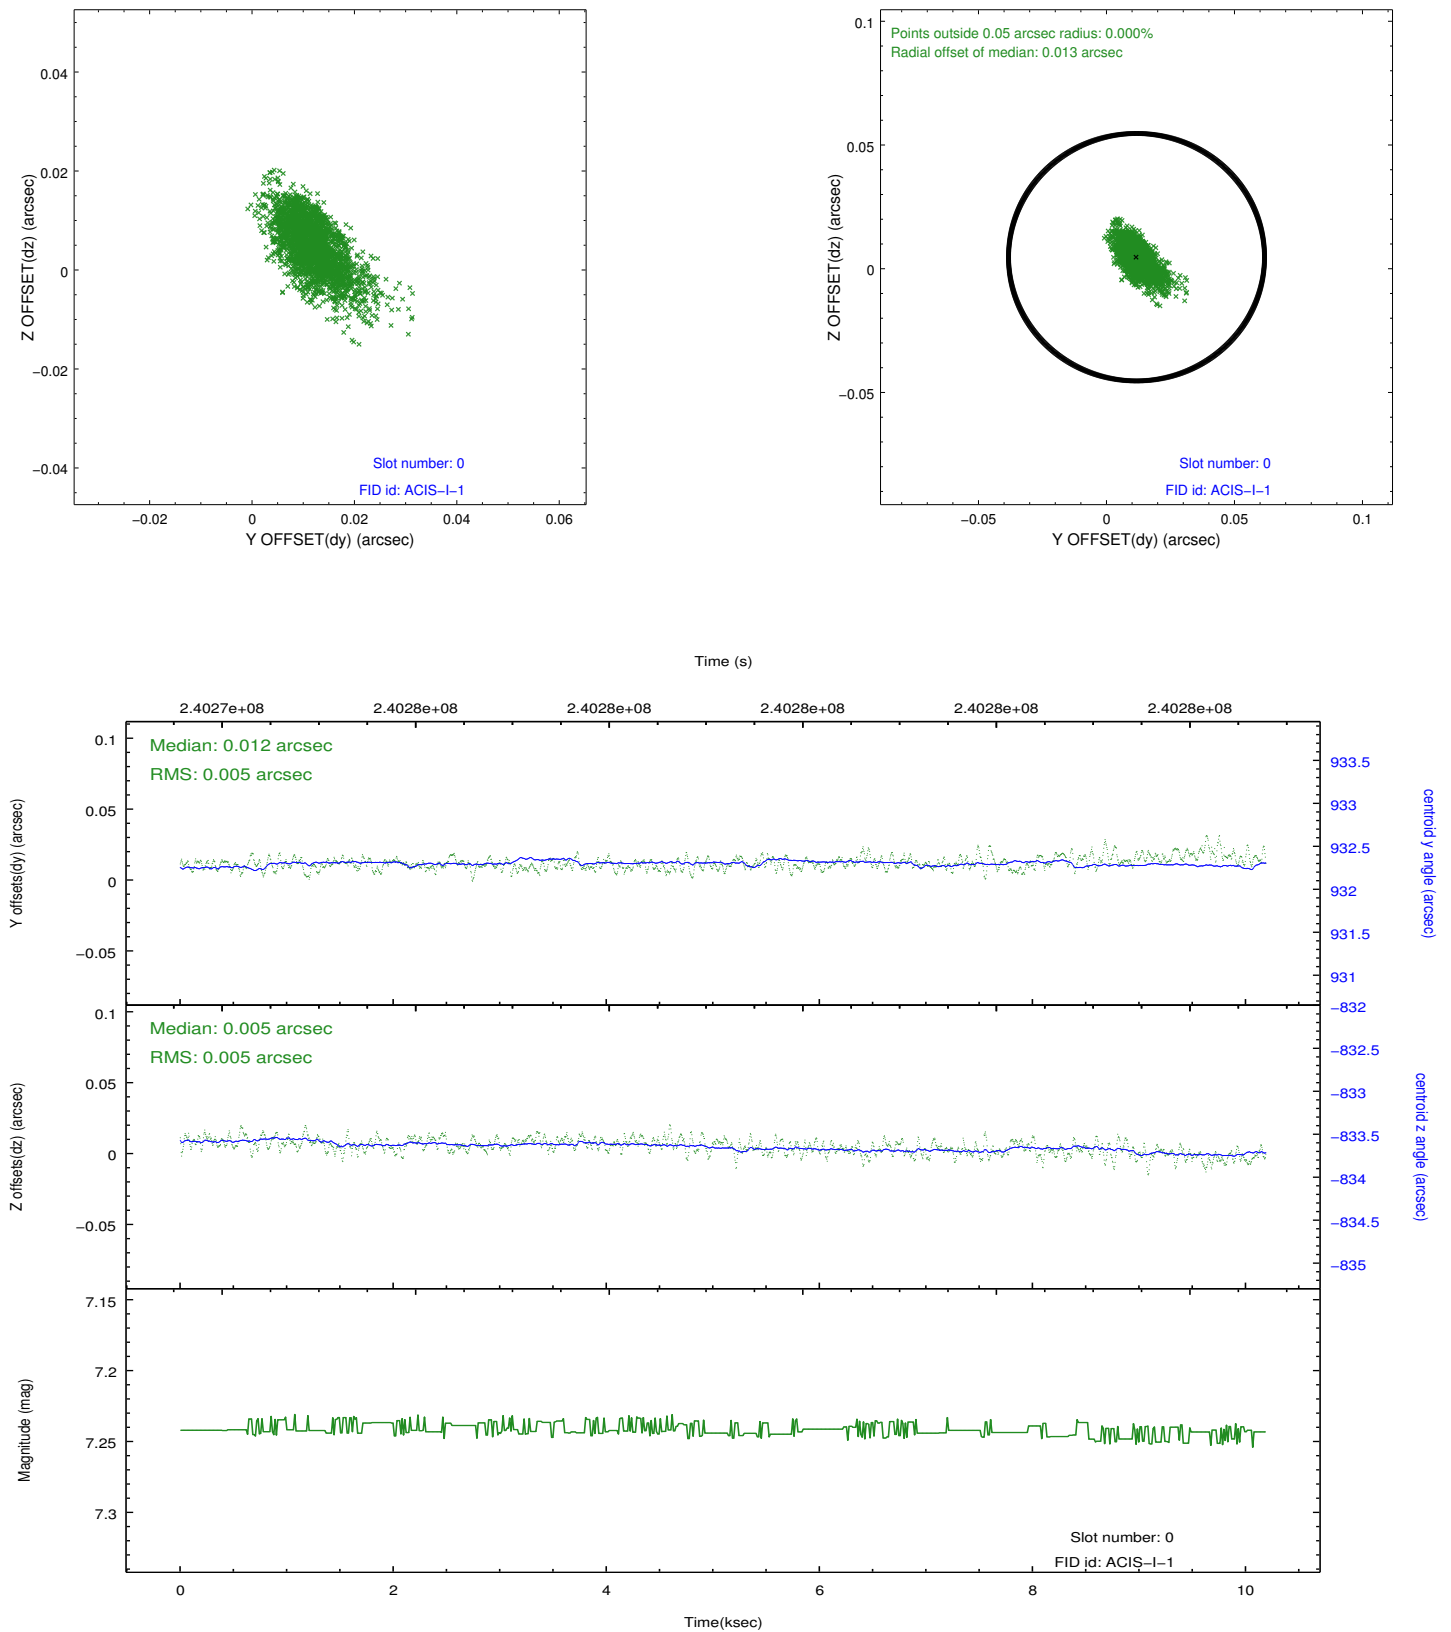 0.04
0.02
0
−0.02
−0.04
Z OFFSET(dz) (arcsec)
Slot number: 0
FID id: ACIS−I−1
−0.02 0 0.02 0.04 0.06
Y OFFSET(dy) (arcsec)
Points outside 0.05 arcsec radius: 0.000%
Radial offset of median: 0.013 arcsec
0.1
0.05
0
−0.05
Z OFFSET(dz) (arcsec)
Slot number: 0
FID id: ACIS−I−1
−0.05 0 0.05 0.1
Y OFFSET(dy) (arcsec)
Time (s)
2.4027e+08 2.4028e+08 2.4028e+08 2.4028e+08 2.4028e+08 2.4028e+08
Median: 0.012 arcsec
RMS: 0.005 arcsec
0.1
0.05
0
−0.05
Y offsets(dy) (arcsec)
933.5
933
932.5
932
931.5
931
centroid y angle (arcsec)
Median: 0.005 arcsec
RMS: 0.005 arcsec
0.1
0.05
0
−0.05
Z offsets(dz) (arcsec)
−832
−832.5
−833
−833.5
−834
−834.5
−835
centroid z angle (arcsec)
7.15
7.2
7.25
7.3
Magnitude (mag)
Slot number: 0
FID id: ACIS−I−1
0 2 4 6 8 10
Time(ksec)